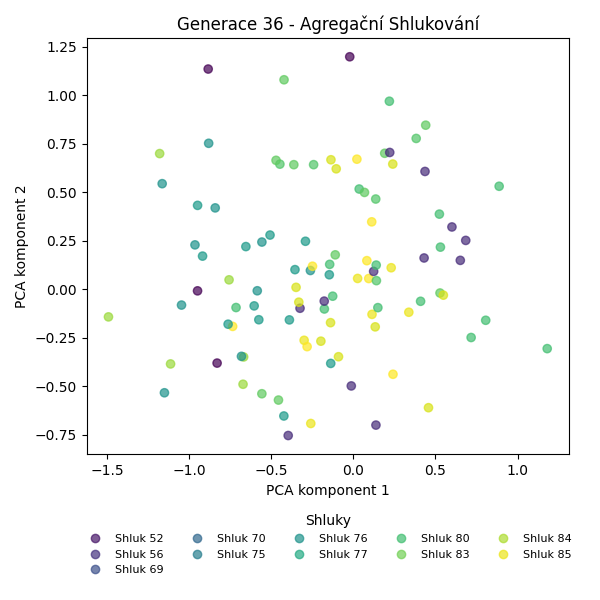 Generace 36 - Agregační Shlukování
1.25
1.00
0.75
0.50
0.25
0.00
−0.25
−0.50
−0.75
PCA komponent 2
−1.5
−1.0
−0.5
0.0
0.5
1.0
PCA komponent 1
Shluky
Shluk 52
Shluk 56
Shluk 69
Shluk 70
Shluk 75
Shluk 76
Shluk 77
Shluk 80
Shluk 83
Shluk 84
Shluk 85